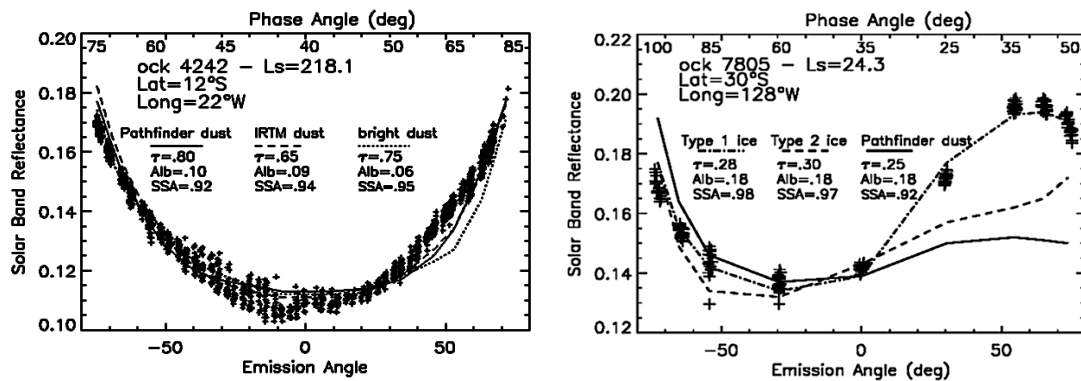 Phase Angle (deg)
-75 60 45 40 50 65 85-
0.20
0.18
0.16
0.14
0.12
0.10
Solar Band Reflectance
ock 4242 - Ls=218.1
Lat=12°S
Long=22°W
Pathfinder dust IRTM dust bright dust
τ=.80 τ=.65 τ=.75
Alb=.10 Alb=.09 Alb=.06
SSA=.92 SSA=.94 SSA=.95
-50 0 50
Emission Angle
Phase Angle (deg)
100 85 60 35 25 35 50
0.22
0.20
0.18
0.16
0.14
0.12
Solar Band Reflectance
ock 7805 - Ls=24.3
Lat=30°S
Long=128°W
Type 1 ice Type 2 ice Pathfinder dust
τ=.28 τ=.30 τ=.25
Alb=.18 Alb=.18 Alb=.18
SSA=.98 SSA=.97 SSA=.92
-50 0 50
Emission Angle (deg)